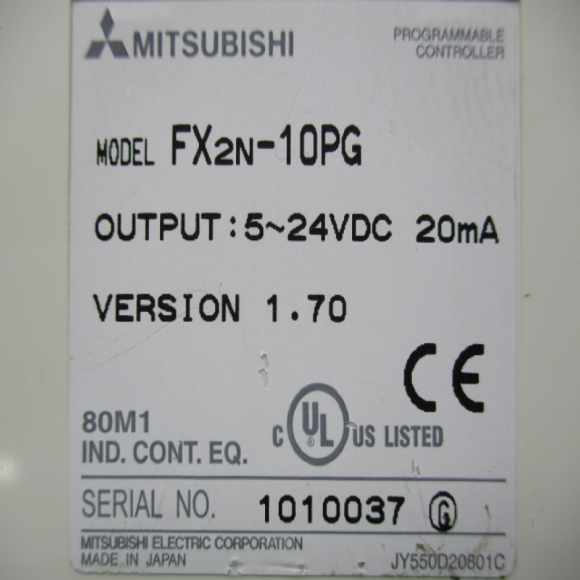 MITSUBISHI
PROGRAMMABLE
CONTROLLER
MODEL FX2N-10PG
OUTPUT:5~24VDC 20mA
VERSION 1.70
CE
80M1
IND. CONT. EQ.
C UL US LISTED
SERIAL NO. 1010037 G
MITSUBISHI ELECTRIC CORPORATION
MADE IN JAPAN
JY550D20801C